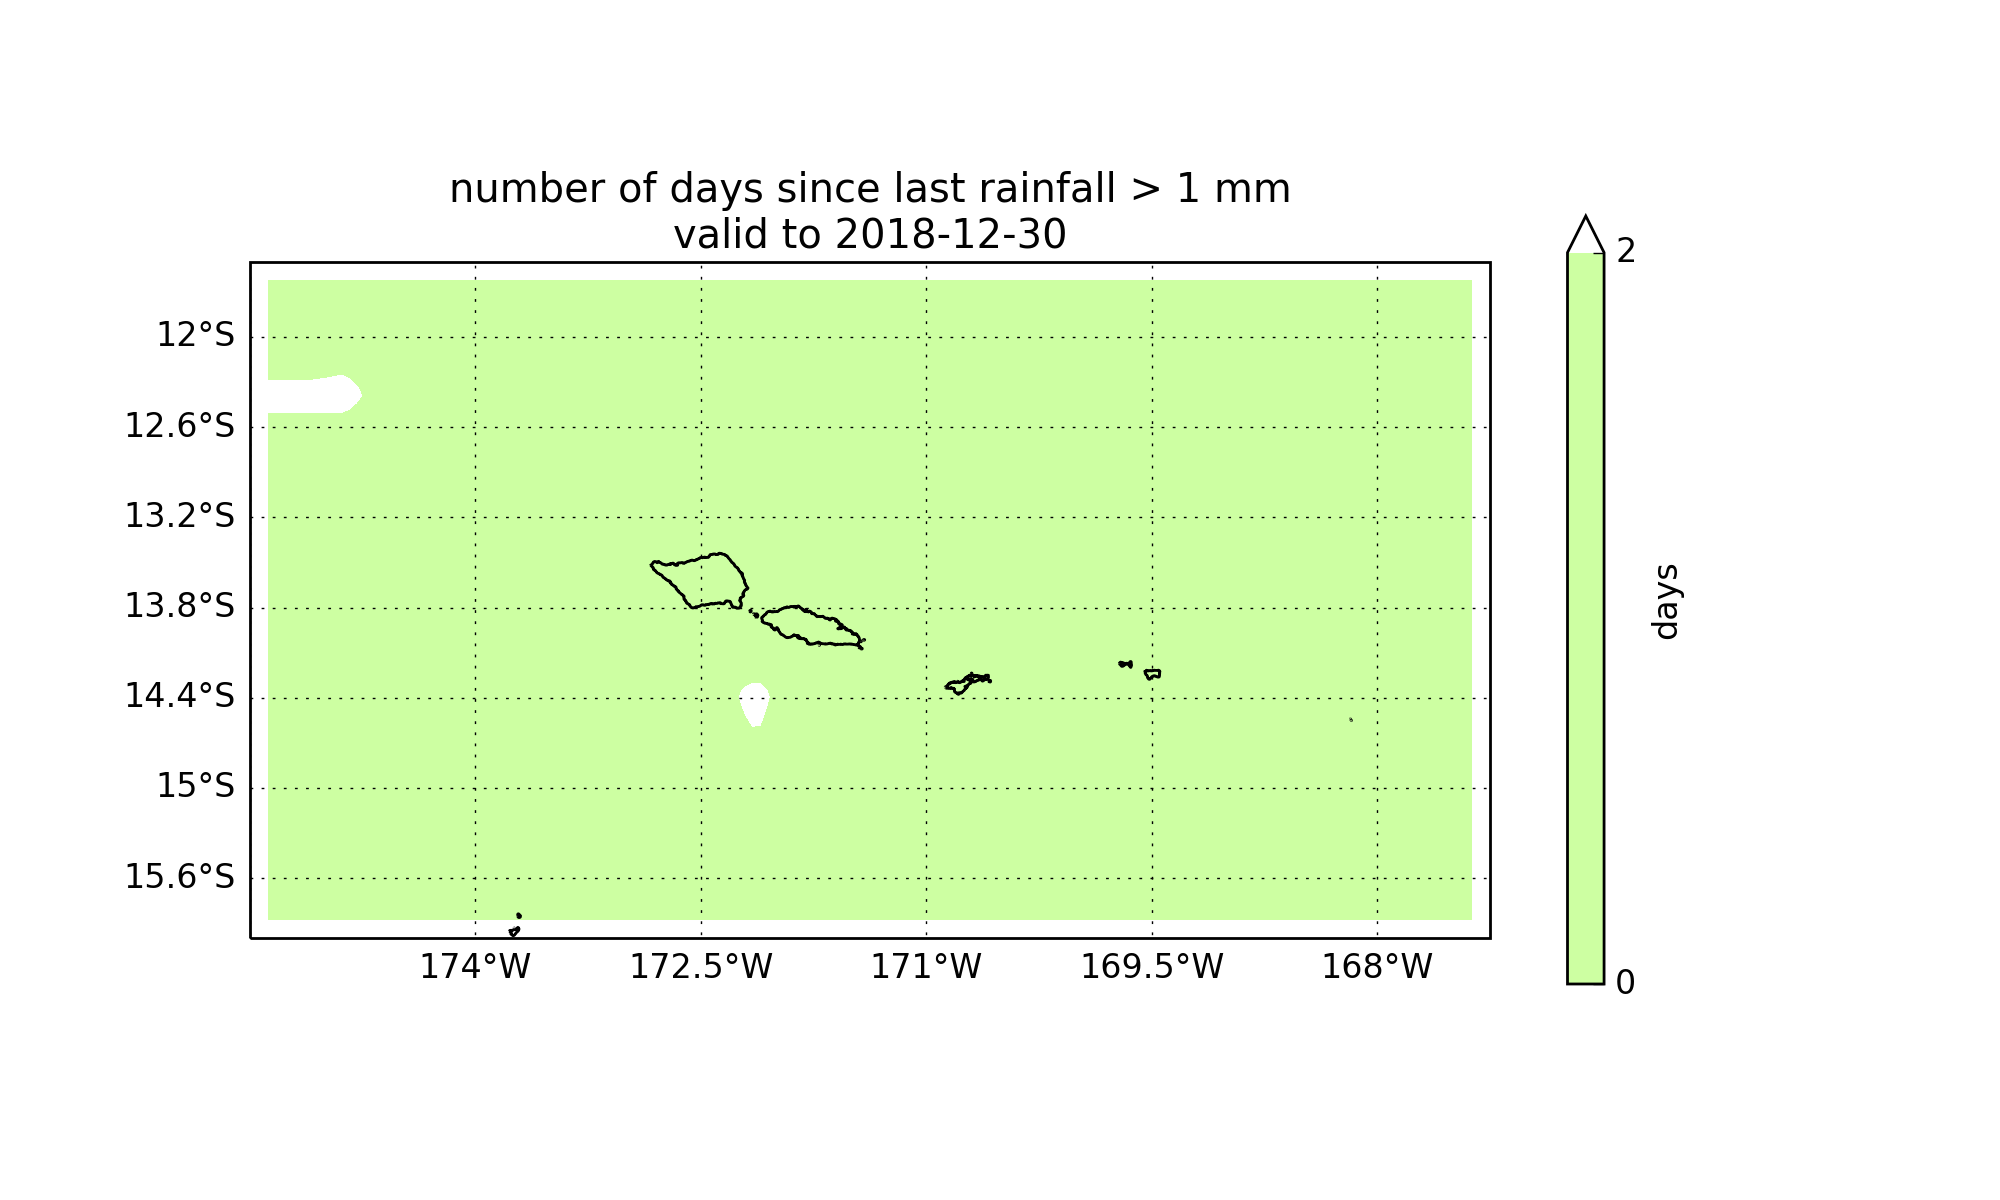 number of days since last rainfall > 1 mm
valid to 2018-12-30
12°S
12.6°S
13.2°S
13.8°S
14.4°S
15°S
15.6°S
174°W 172.5°W 171°W 169.5°W 168°W
2
days
0